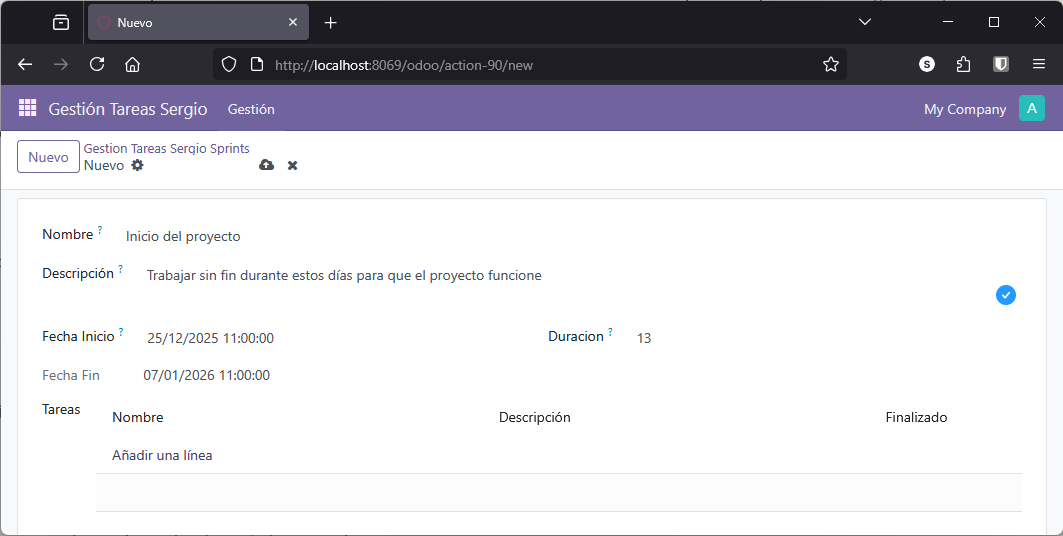 Nuevo
http://localhost:8069/odoo/action-90/new
S
Gestión Tareas Sergio Gestión My Company A
Nuevo
Gestion Tareas Sergio Sprints
Nuevo
Nombre ? Inicio del proyecto
Descripción ? Trabajar sin fin durante estos días para que el proyecto funcione
Fecha Inicio ? 25/12/2025 11:00:00 Duracion ? 13
Fecha Fin 07/01/2026 11:00:00
Tareas
Nombre Descripción Finalizado
Añadir una línea